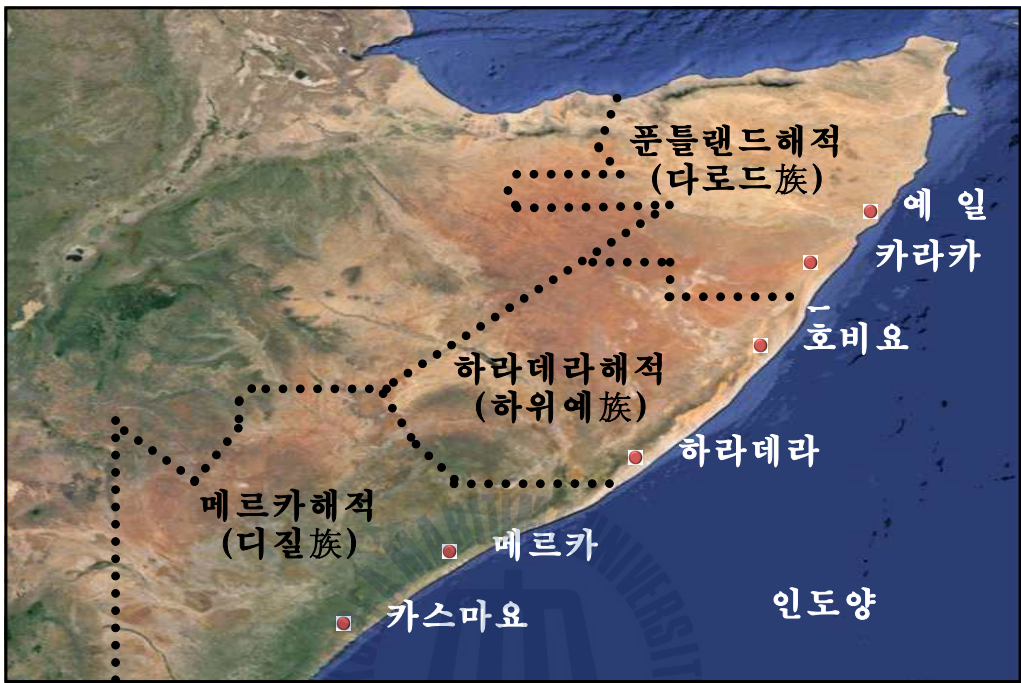 푼틀랜드해적
(다로드族)
예 일
카라카
호비요
하라데라해적
(하위예族)
하라데라
메르카해적
(디질族)
메르카
카스마요
인도양